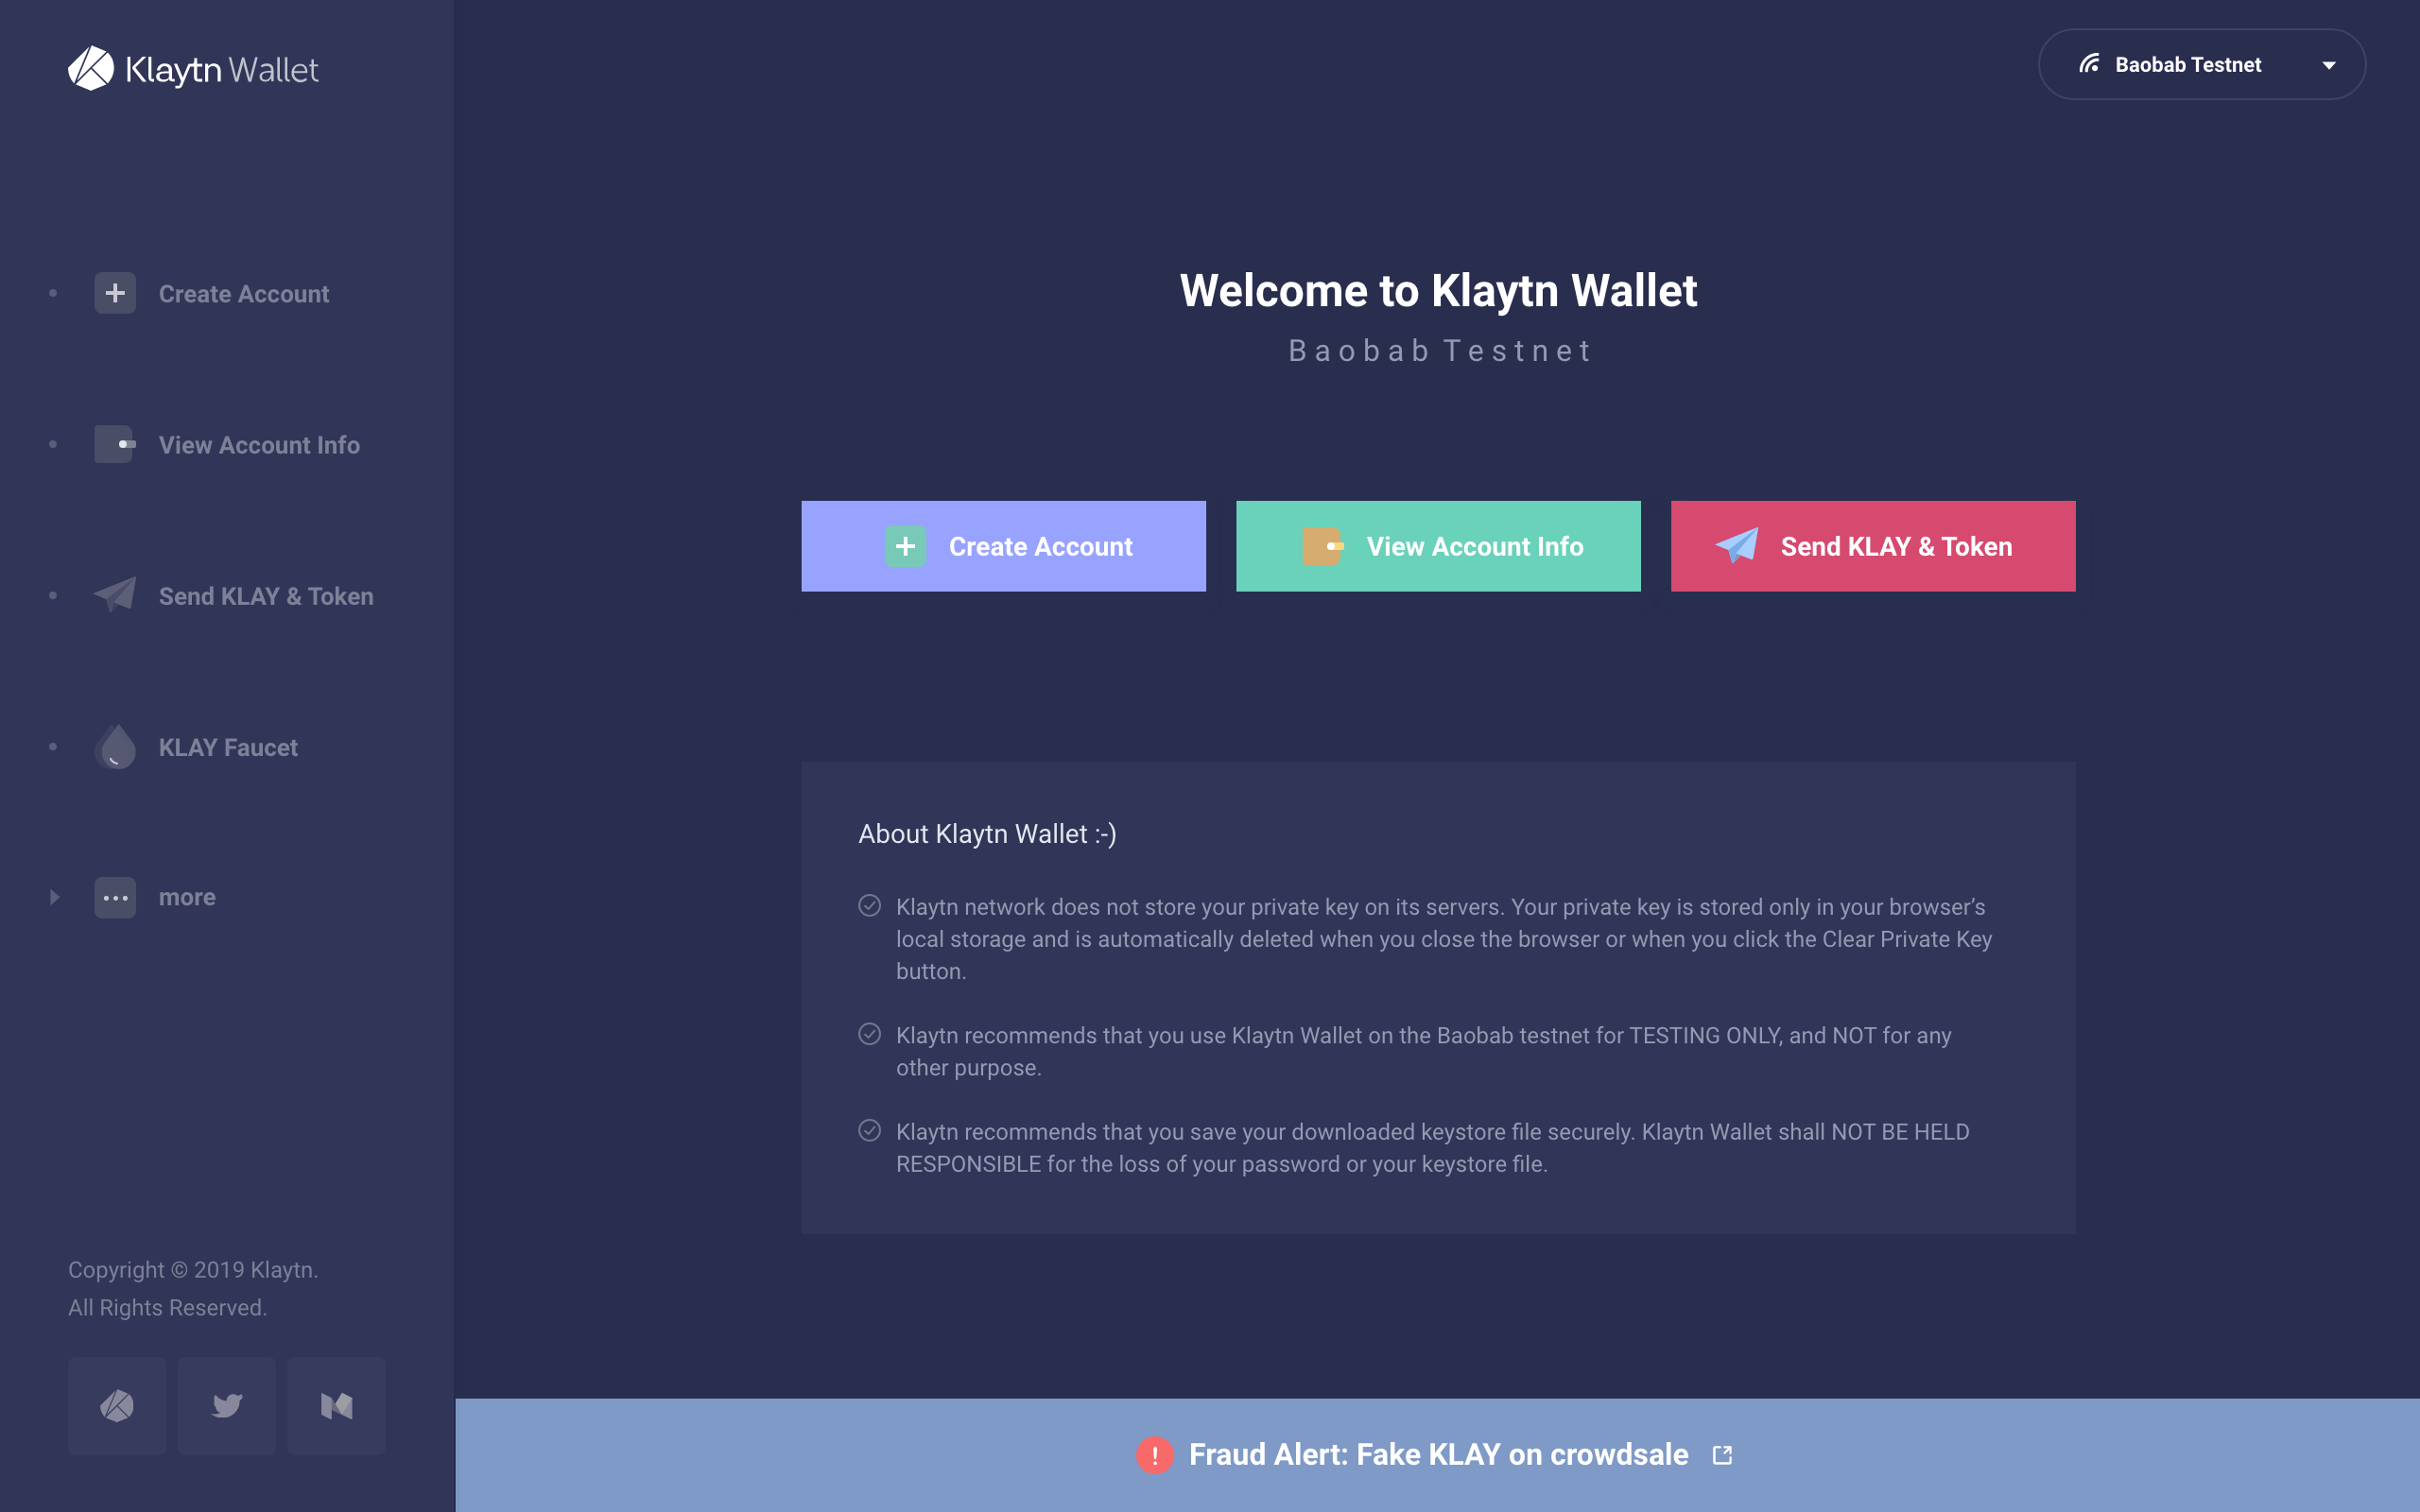 Klaytn Wallet
Baobab Testnet
Create Account
View Account Info
Send KLAY & Token
KLAY Faucet
more
Copyright © 2019 Klaytn.
All Rights Reserved.
Welcome to Klaytn Wallet
Baobab Testnet
Create Account
View Account Info
Send KLAY & Token
About Klaytn Wallet :-)
Klaytn network does not store your private key on its servers. Your private key is stored only in your browser’s
local storage and is automatically deleted when you close the browser or when you click the Clear Private Key
button.
Klaytn recommends that you use Klaytn Wallet on the Baobab testnet for TESTING ONLY, and NOT for any
other purpose.
Klaytn recommends that you save your downloaded keystore file securely. Klaytn Wallet shall NOT BE HELD
RESPONSIBLE for the loss of your password or your keystore file.
Fraud Alert: Fake KLAY on crowdsale